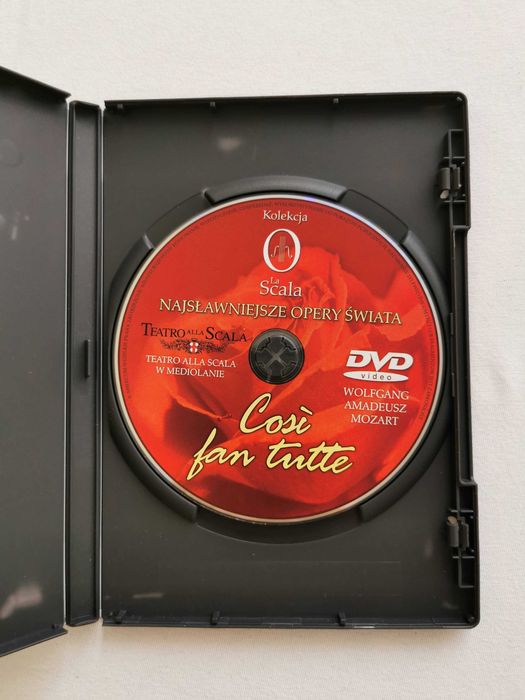 Kolekcja
La
Scala
NAJSŁAWNIEJSZE OPERY ŚWIATA
TEATRO ALLA SCALA
TEATRO ALLA SCALA
W MEDIOLANIE
DVD
video
WOLFGANG
AMADEUSZ
MOZART
Così
fan tutte